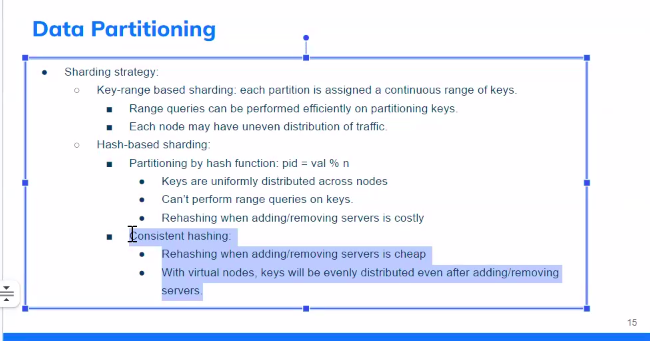 Data Partitioning
● Sharding strategy:
○ Key-range based sharding: each partition is assigned a continuous range of keys.
■ Range queries can be performed efficiently on partitioning keys.
■ Each node may have uneven distribution of traffic.
○ Hash-based sharding:
■ Partitioning by hash function: pid = val % n
● Keys are uniformly distributed across nodes
● Can't perform range queries on keys.
● Rehashing when adding/removing servers is costly
■ Consistent hashing:
● Rehashing when adding/removing servers is cheap
● With virtual nodes, keys will be evenly distributed even after adding/removing
servers.
15